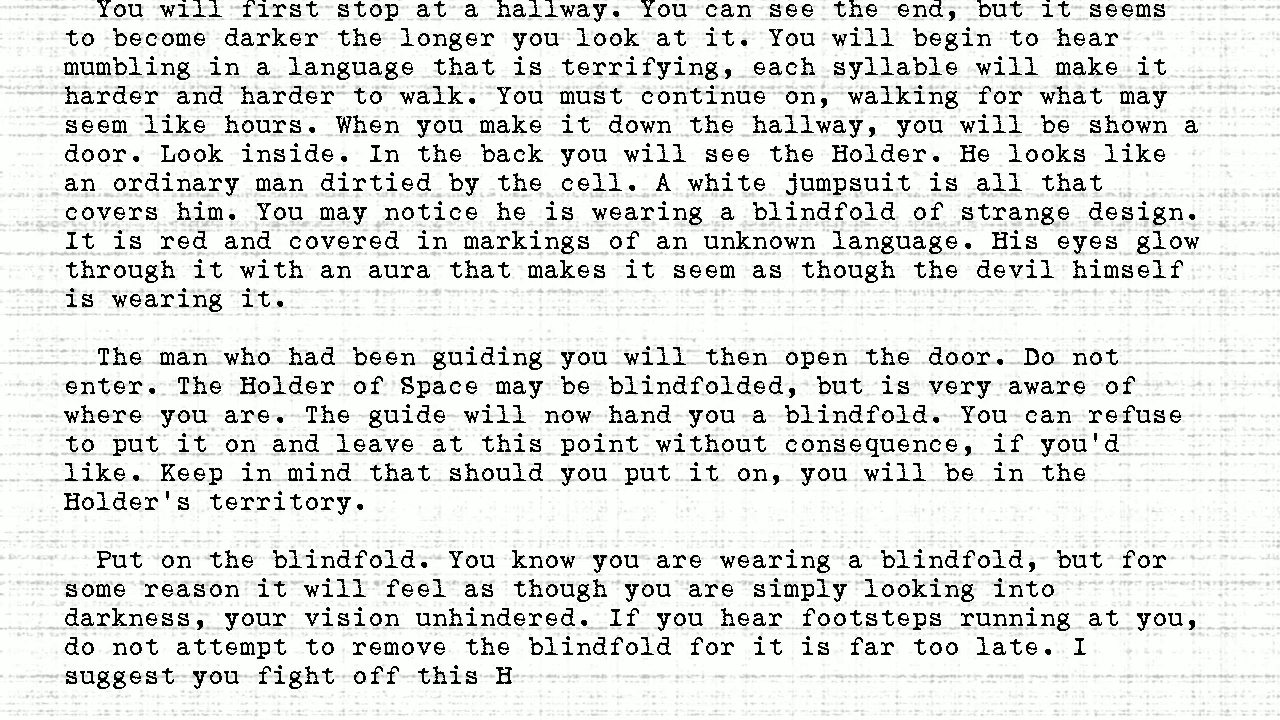 You will first stop at a hallway. You can see the end, but it seems
to become darker the longer you look at it. You will begin to hear
mumbling in a language that is terrifying, each syllable will make it
harder and harder to walk. You must continue on, walking for what may
seem like hours. When you make it down the hallway, you will be shown a
door. Look inside. In the back you will see the Holder. He looks like
an ordinary man dirtied by the cell. A white jumpsuit is all that
covers him. You may notice he is wearing a blindfold of strange design.
It is red and covered in markings of an unknown language. His eyes glow
through it with an aura that makes it seem as though the devil himself
is wearing it.

The man who had been guiding you will then open the door. Do not
enter. The Holder of Space may be blindfolded, but is very aware of
where you are. The guide will now hand you a blindfold. You can refuse
to put it on and leave at this point without consequence, if you'd
like. Keep in mind that should you put it on, you will be in the
Holder's territory.

Put on the blindfold. You know you are wearing a blindfold, but for
some reason it will feel as though you are simply looking into
darkness, your vision unhindered. If you hear footsteps running at you,
do not attempt to remove the blindfold for it is far too late. I
suggest you fight off this H